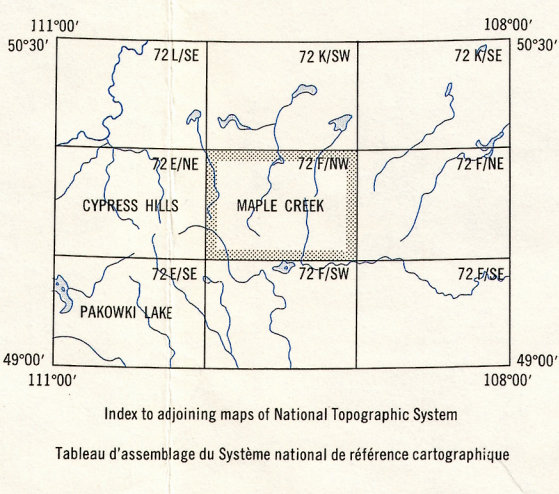 111°00' 108°00'
50°30' 50°30'
72 L/SE 72 K/SW 72 K/SE
72 E/NE 72 F/NW 72 F/NE
CYPRESS HILLS MAPLE CREEK
72 E/SE 72 F/SW 72 F/SE
PAKOWKI LAKE
49°00' 49°00'
111°00' 108°00'
Index to adjoining maps of National Topographic System
Tableau d'assemblage du Système national de référence cartographique